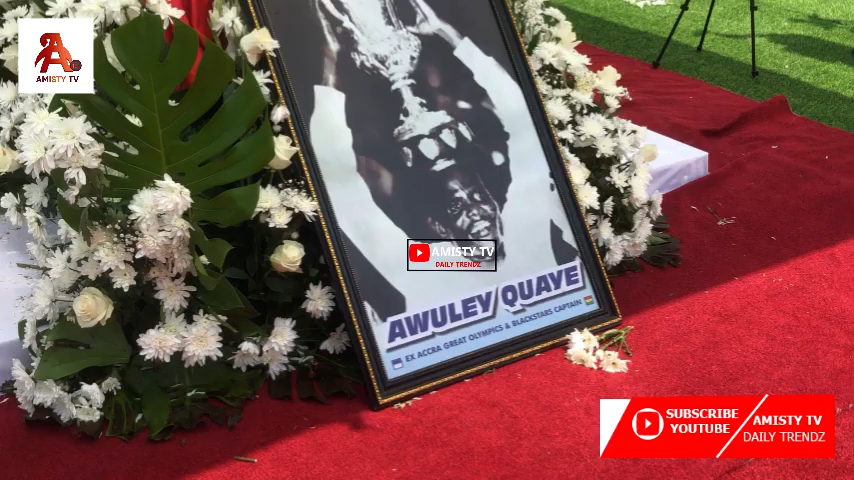 AMISTY TV
AMISTY TV
DAILY TRENDZ
AWULEY QUAYE
EX ACCRA GREAT OLYMPICS & BLACKSTARS CAPTAIN
SUBSCRIBE
YOUTUBE
AMISTY TV
DAILY TRENDZ